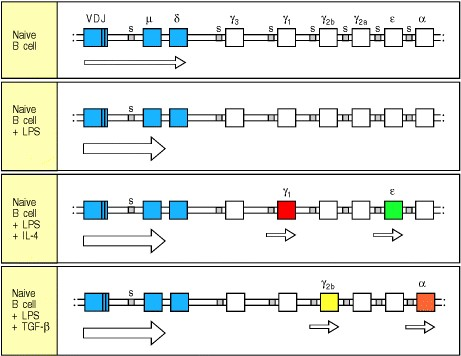 Naive
B cell
VDJ s μ δ s γ3 s γ1 s γ2b s γ2a s ε s α
Naive
B cell
+ LPS
s
Naive
B cell
+ LPS
+ IL-4
s γ1 ε
Naive
B cell
+ LPS
+ TGF-β
s γ2b α